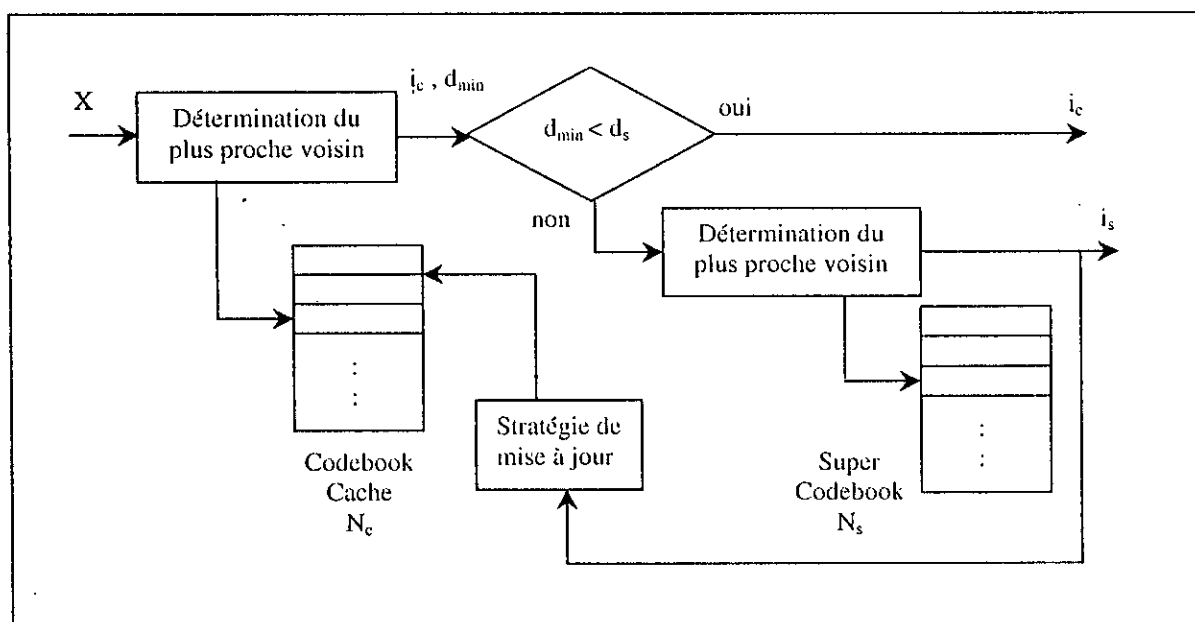 X
Détermination du
plus proche voisin
i_c , d_min
d_min < d_s
oui
i_c
non
Détermination du
plus proche voisin
i_s
:
:
Codebook
Cache
N_c
Stratégie de
mise à jour
:
:
Super
Codebook
N_s